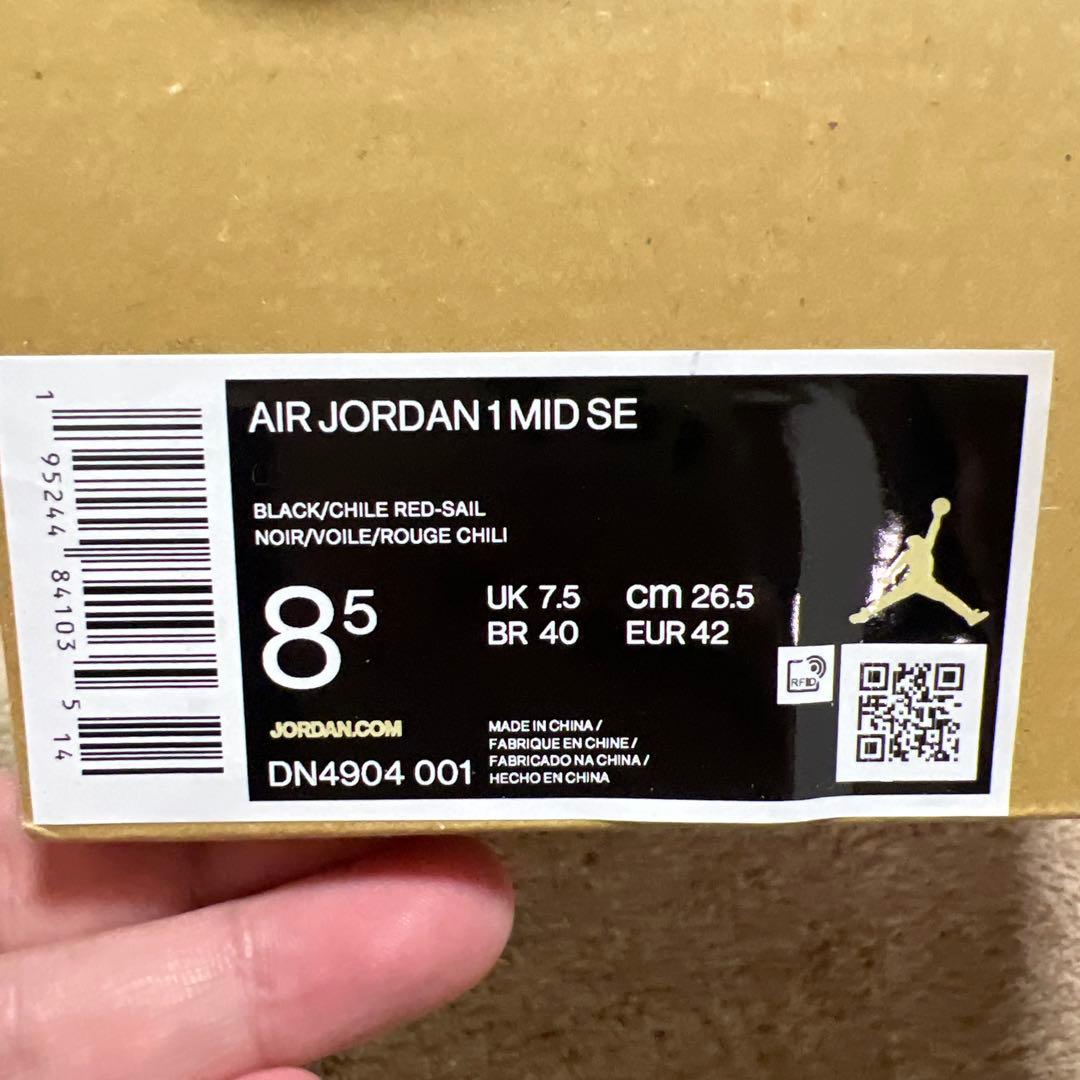 AIR JORDAN 1 MID SE
BLACK/CHILE RED-SAIL
NOIR/VOILE/ROUGE CHILI
8 5
UK 7.5 cm 26.5
BR 40 EUR 42
RFID
JORDAN.COM
DN4904 001
MADE IN CHINA /
FABRIQUE EN CHINE /
FABRICADO NA CHINA /
HECHO EN CHINA
1 95244 84103 5 14